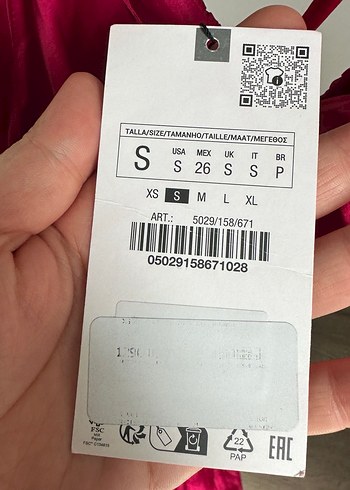 TALLA/SIZE/TAMANHO/TAILLE/MAAT/ΜΕΓΕΘΟΣ
S
USA MEX UK IT BR
S 26 S S P
XS S M L XL
ART.: 5029/158/671
05029158671028
FSC
22
PAP
EAC